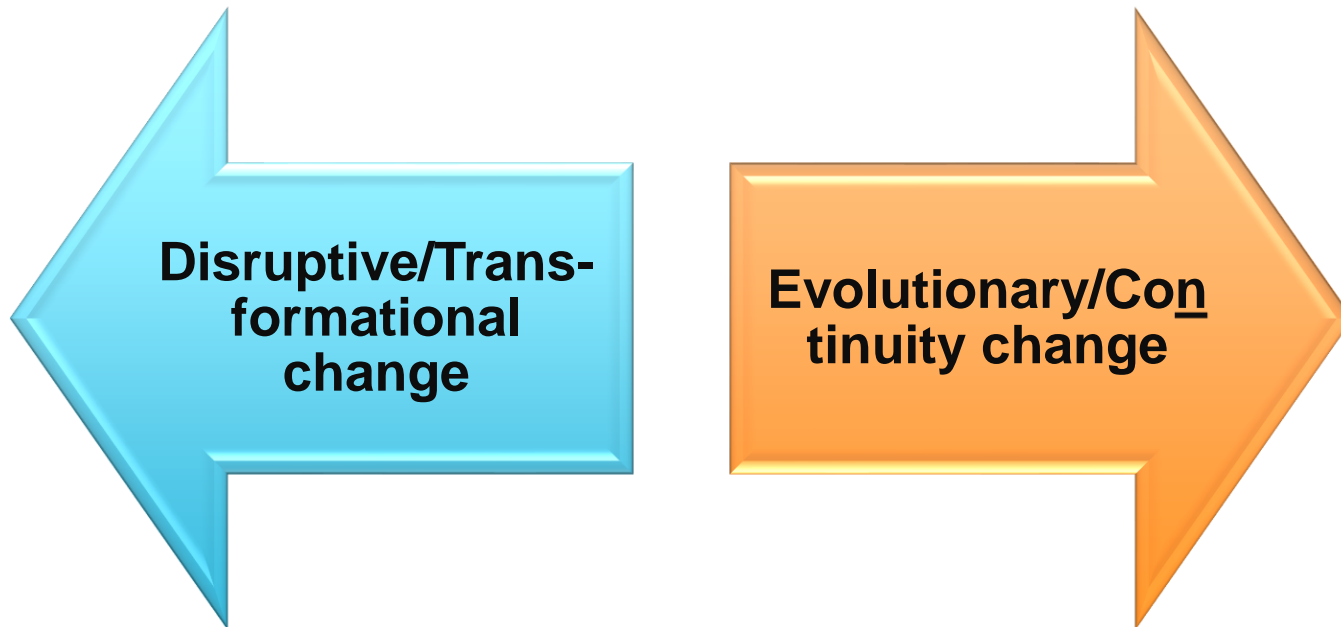 Disruptive/Trans-
formational
change
Evolutionary/Con
tinuity change